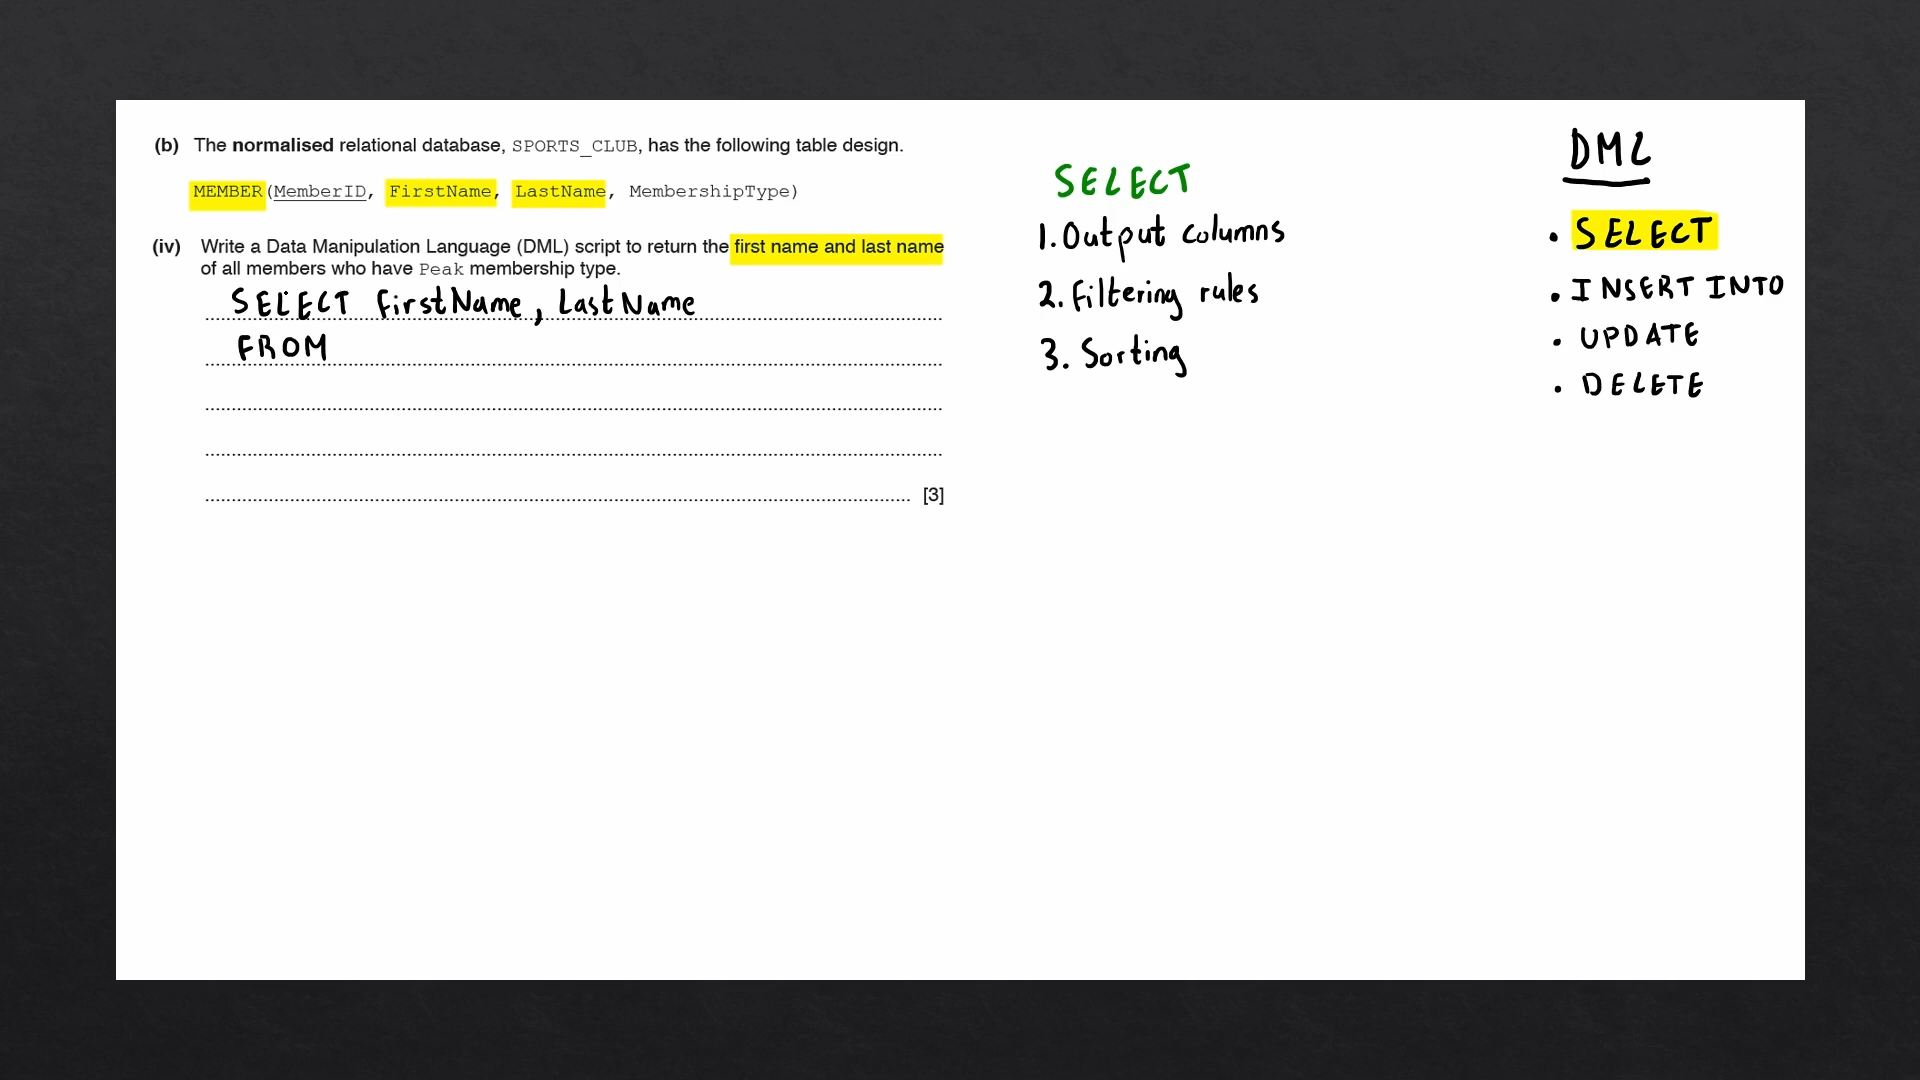 (b) The normalised relational database, SPORTS_CLUB, has the following table design.
MEMBER(MemberID, FirstName, LastName, MembershipType)
(iv) Write a Data Manipulation Language (DML) script to return the first name and last name
of all members who have Peak membership type.
SELECT FirstName, LastName
FROM
[3]
SELECT
1. Output columns
2. Filtering rules
3. Sorting
DML
• SELECT
• INSERT INTO
• UPDATE
• DELETE